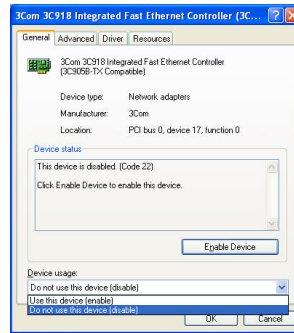 3Com 3C918 Integrated Fast Ethernet Controller (3C...
General Advanced Driver Resources
3Com 3C918 Integrated Fast Ethernet Controller
(3C905B-TX Compatible)
Device type: Network adapters
Manufacturer: 3Com
Location: PCI bus 0, device 17, function 0
Device status
This device is disabled. (Code 22)
Click Enable Device to enable this device.
Enable Device
Device usage:
Do not use this device (disable)
Use this device (enable)
Do not use this device (disable)
OK Cancel